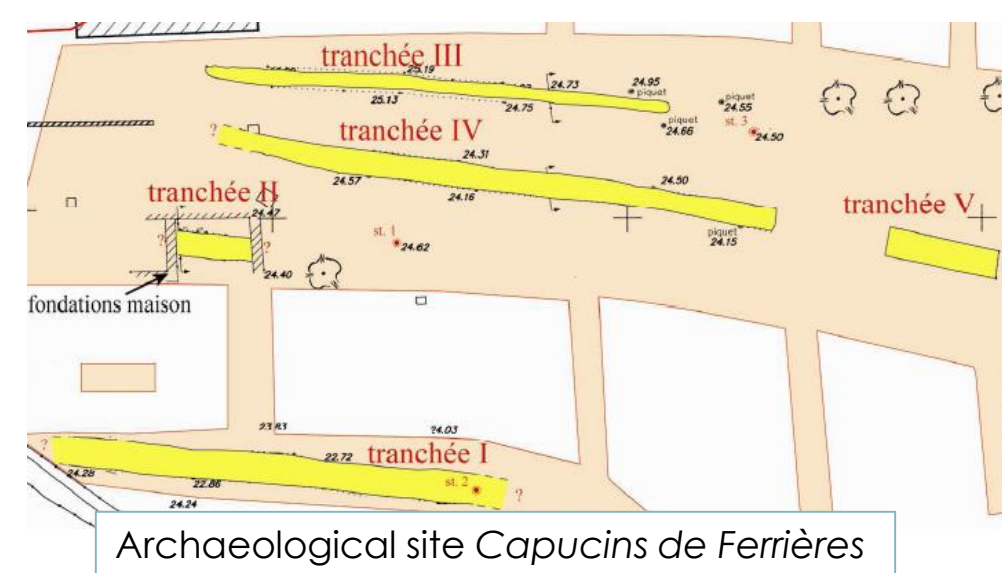 tranchée III
25.19
25.13
24.75
24.73
24.95
piquet
piquet
24.55
piquet
24.66
st. 3
24.50
?
tranchée IV
24.31
24.57
24.16
24.50
tranchée II
24.47
?
?
24.40
st. 1
24.62
piquet
24.15
tranchée V
fondations maison
23.83
24.03
?
tranchée I
22.72
24.28
22.86
st. 2
?
24.24
Archaeological site Capucins de Ferrières